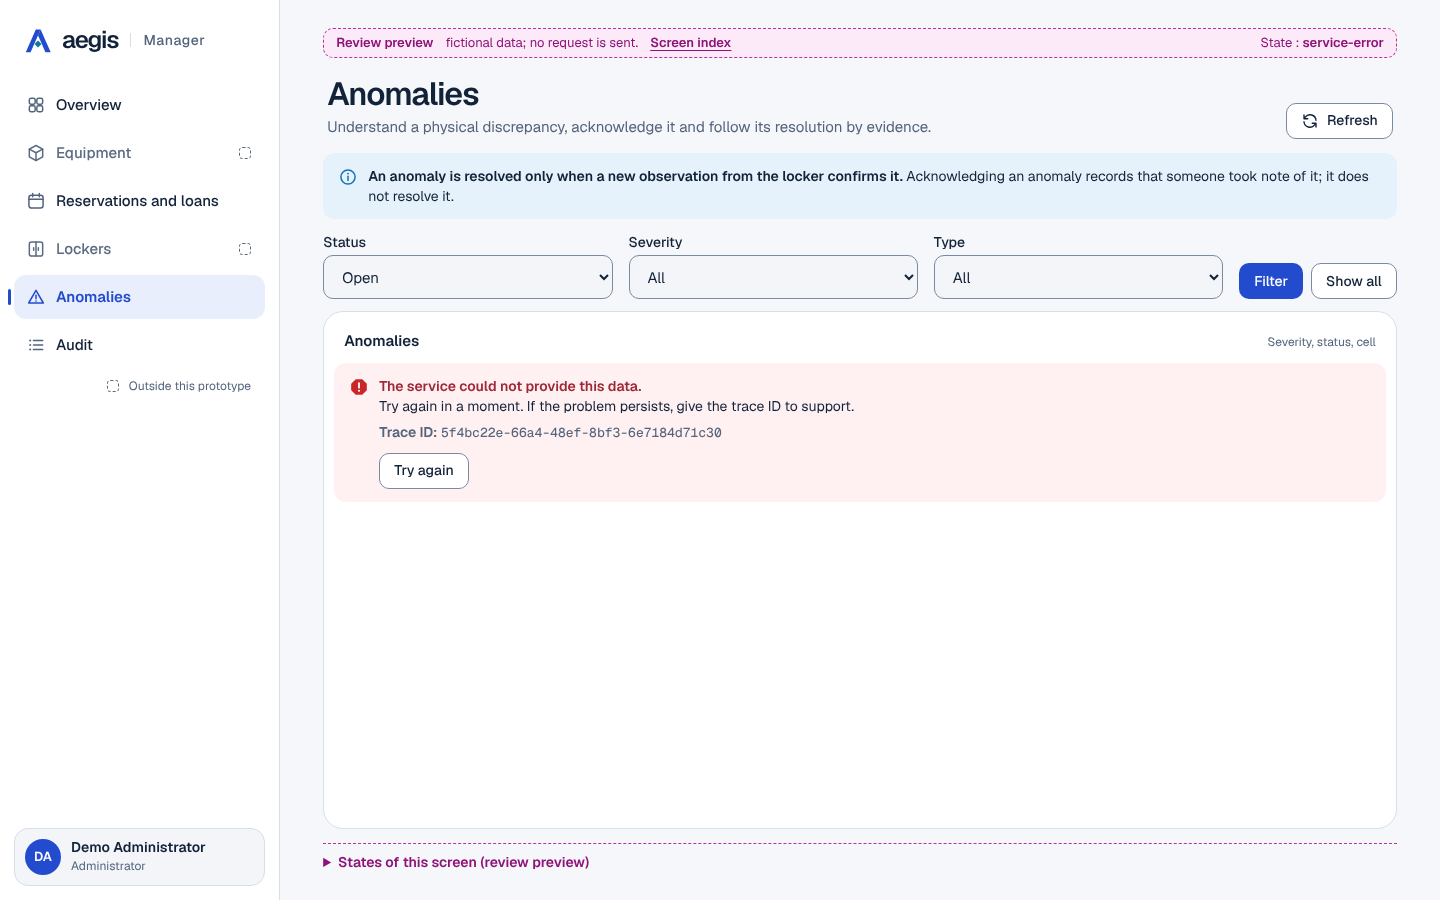 aegis Manager
Overview
Equipment
Reservations and loans
Lockers
Anomalies
Audit
Outside this prototype
DA
Demo Administrator
Administrator
Review preview fictional data; no request is sent. Screen index State : service-error
Anomalies
Understand a physical discrepancy, acknowledge it and follow its resolution by evidence.
Refresh
An anomaly is resolved only when a new observation from the locker confirms it. Acknowledging an anomaly records that someone took note of it; it does
not resolve it.
Status Severity Type
Open All All Filter Show all
Anomalies Severity, status, cell
The service could not provide this data.
Try again in a moment. If the problem persists, give the trace ID to support.
Trace ID: 5f4bc22e-66a4-48ef-8bf3-6e7184d71c30
Try again
States of this screen (review preview)